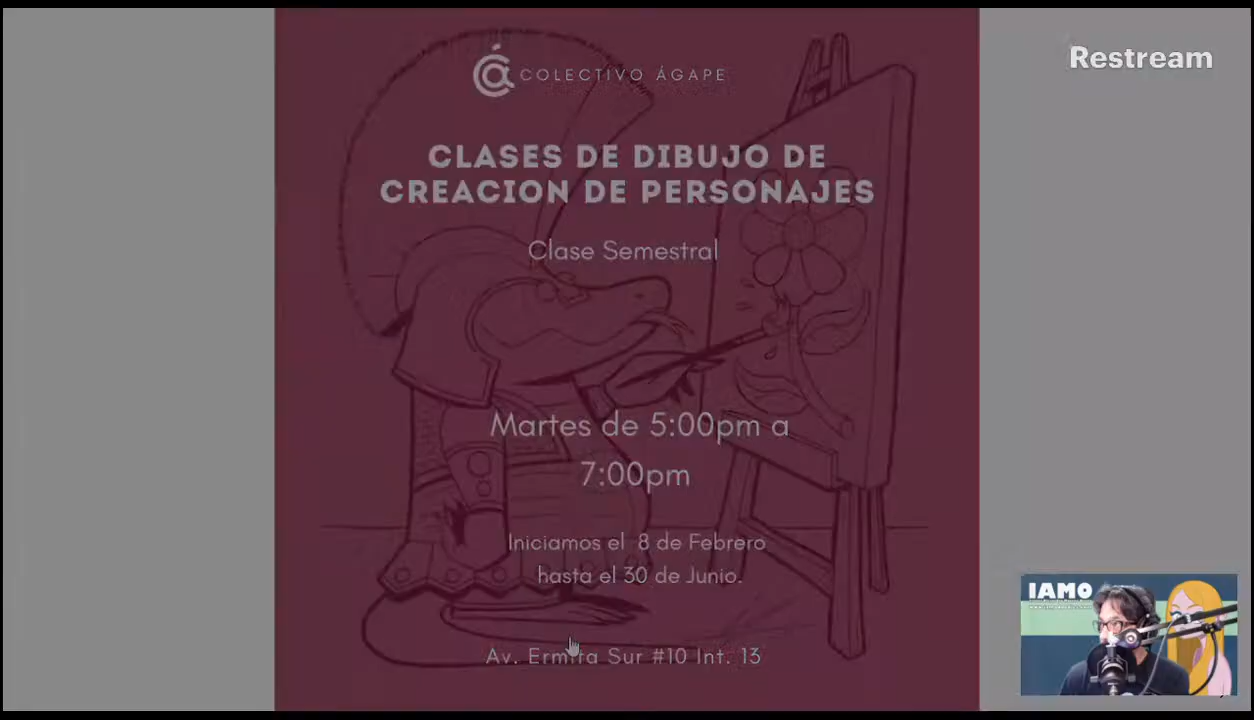 Restream
COLECTIVO ÁGAPE
CLASES DE DIBUJO DE
CREACION DE PERSONAJES
Clase Semestral
Martes de 5:00pm a
7:00pm
Iniciamos el 8 de Febrero
hasta el 30 de Junio.
Av. Ermita Sur #10 Int. 13
IAMO